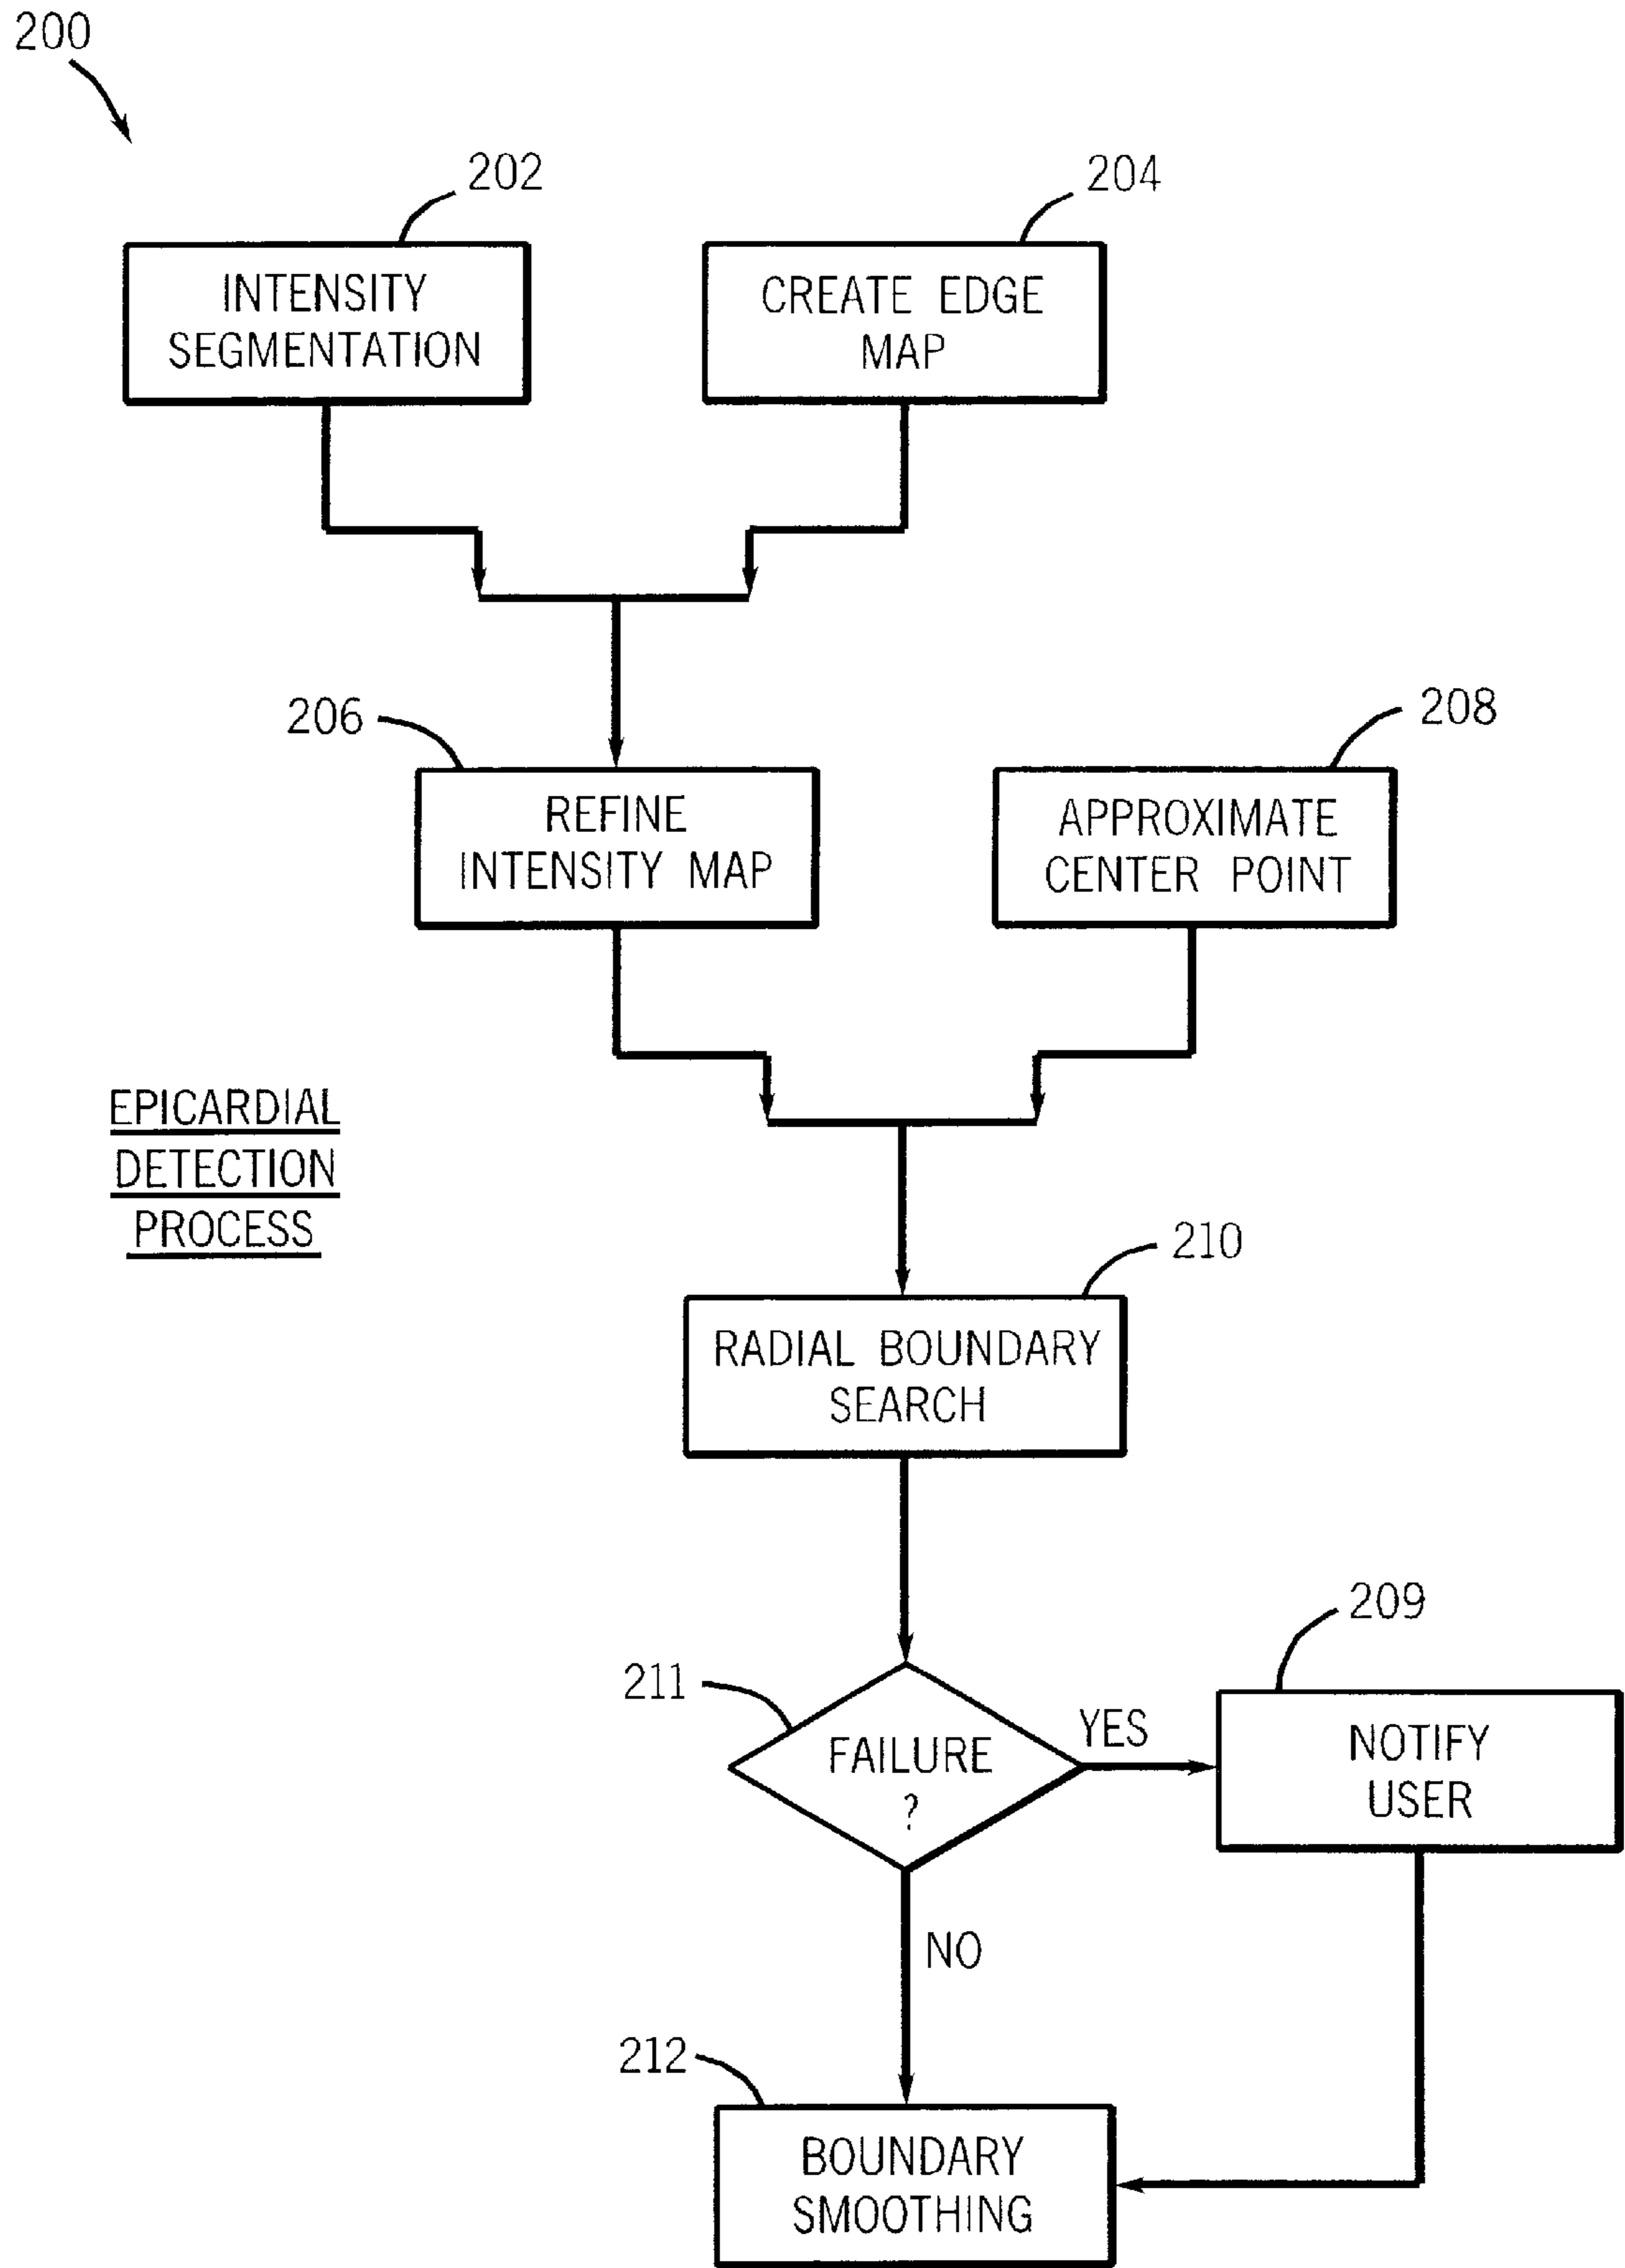 200
202
204
INTENSITY
SEGMENTATION
CREATE EDGE
MAP
206
208
REFINE
INTENSITY MAP
APPROXIMATE
CENTER POINT
EPICARDIAL
DETECTION
PROCESS
210
RADIAL BOUNDARY
SEARCH
209
211
FAILURE
?
YES
NOTIFY
USER
NO
212
BOUNDARY
SMOOTHING